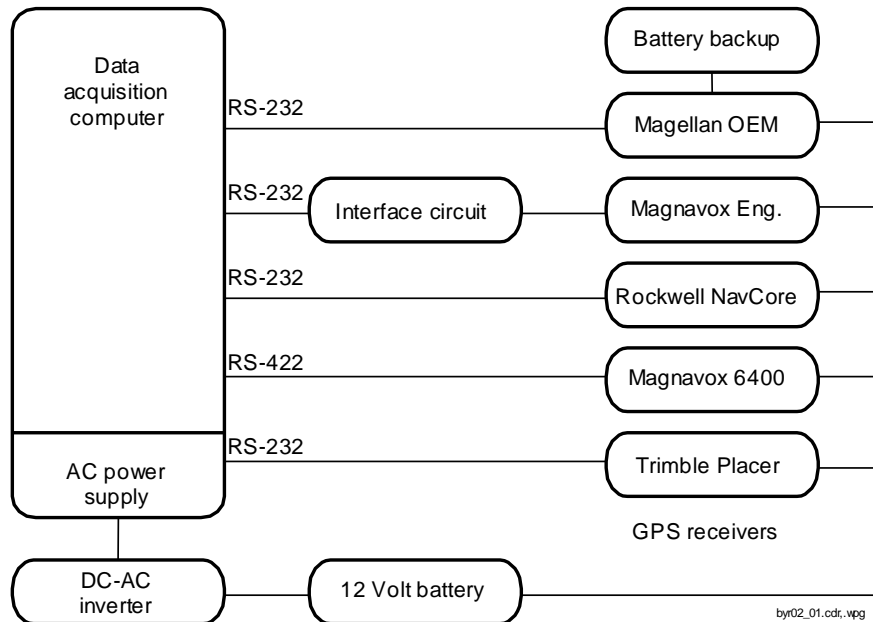 Battery backup
Data
acquisition
computer
RS-232
Magellan OEM
RS-232
Interface circuit
Magnavox Eng.
RS-232
Rockwell NavCore
RS-422
Magnavox 6400
RS-232
Trimble Placer
AC power
supply
GPS receivers
DC-AC
inverter
12 Volt battery
byr02_01.cdr,.wpg